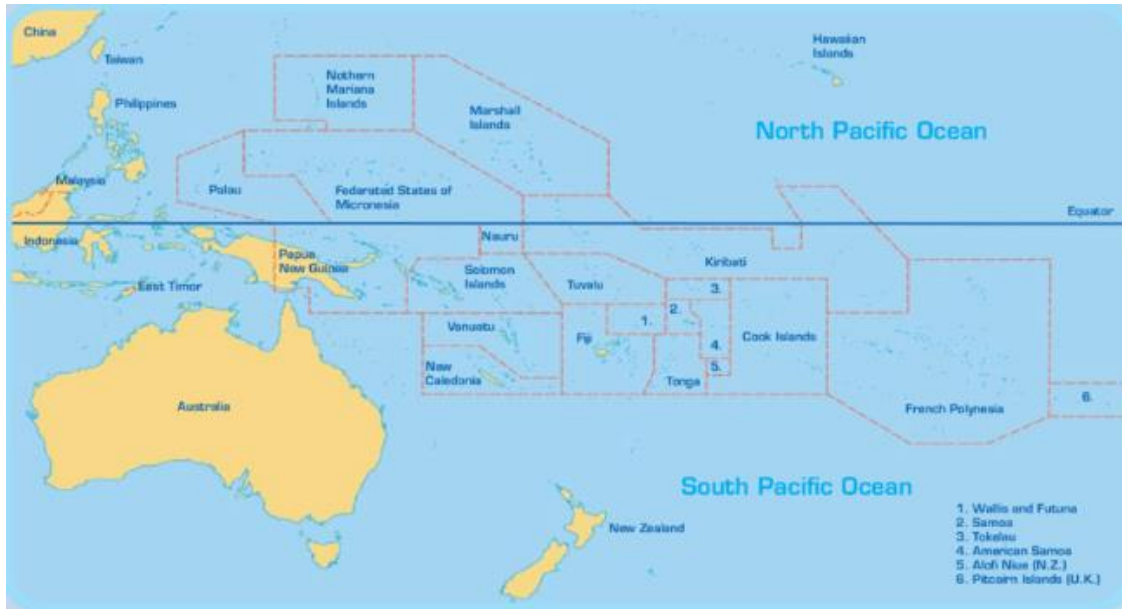 China
Taiwan
Philippines
Malaysia
Indonesia
East Timor
Australia
Palau
Nothern
Mariana
Islands
Marshall
Islands
Federated States of
Micronesia
Hawaiian
Islands
North Pacific Ocean
Equator
Nauru
Papua
New Guinea
Solomon
Islands
Tuvalu
Kiribati
3.
1.
2.
Vanuatu
Fiji
4.
Cook Islands
New
Caledonia
5.
Tonga
French Polynesia
6.
South Pacific Ocean
New Zealand
1. Wallis and Futuna
2. Samoa
3. Tokelau
4. American Samoa
5. Alofi Niue (N.Z.)
6. Pitcairn Islands (U.K.)